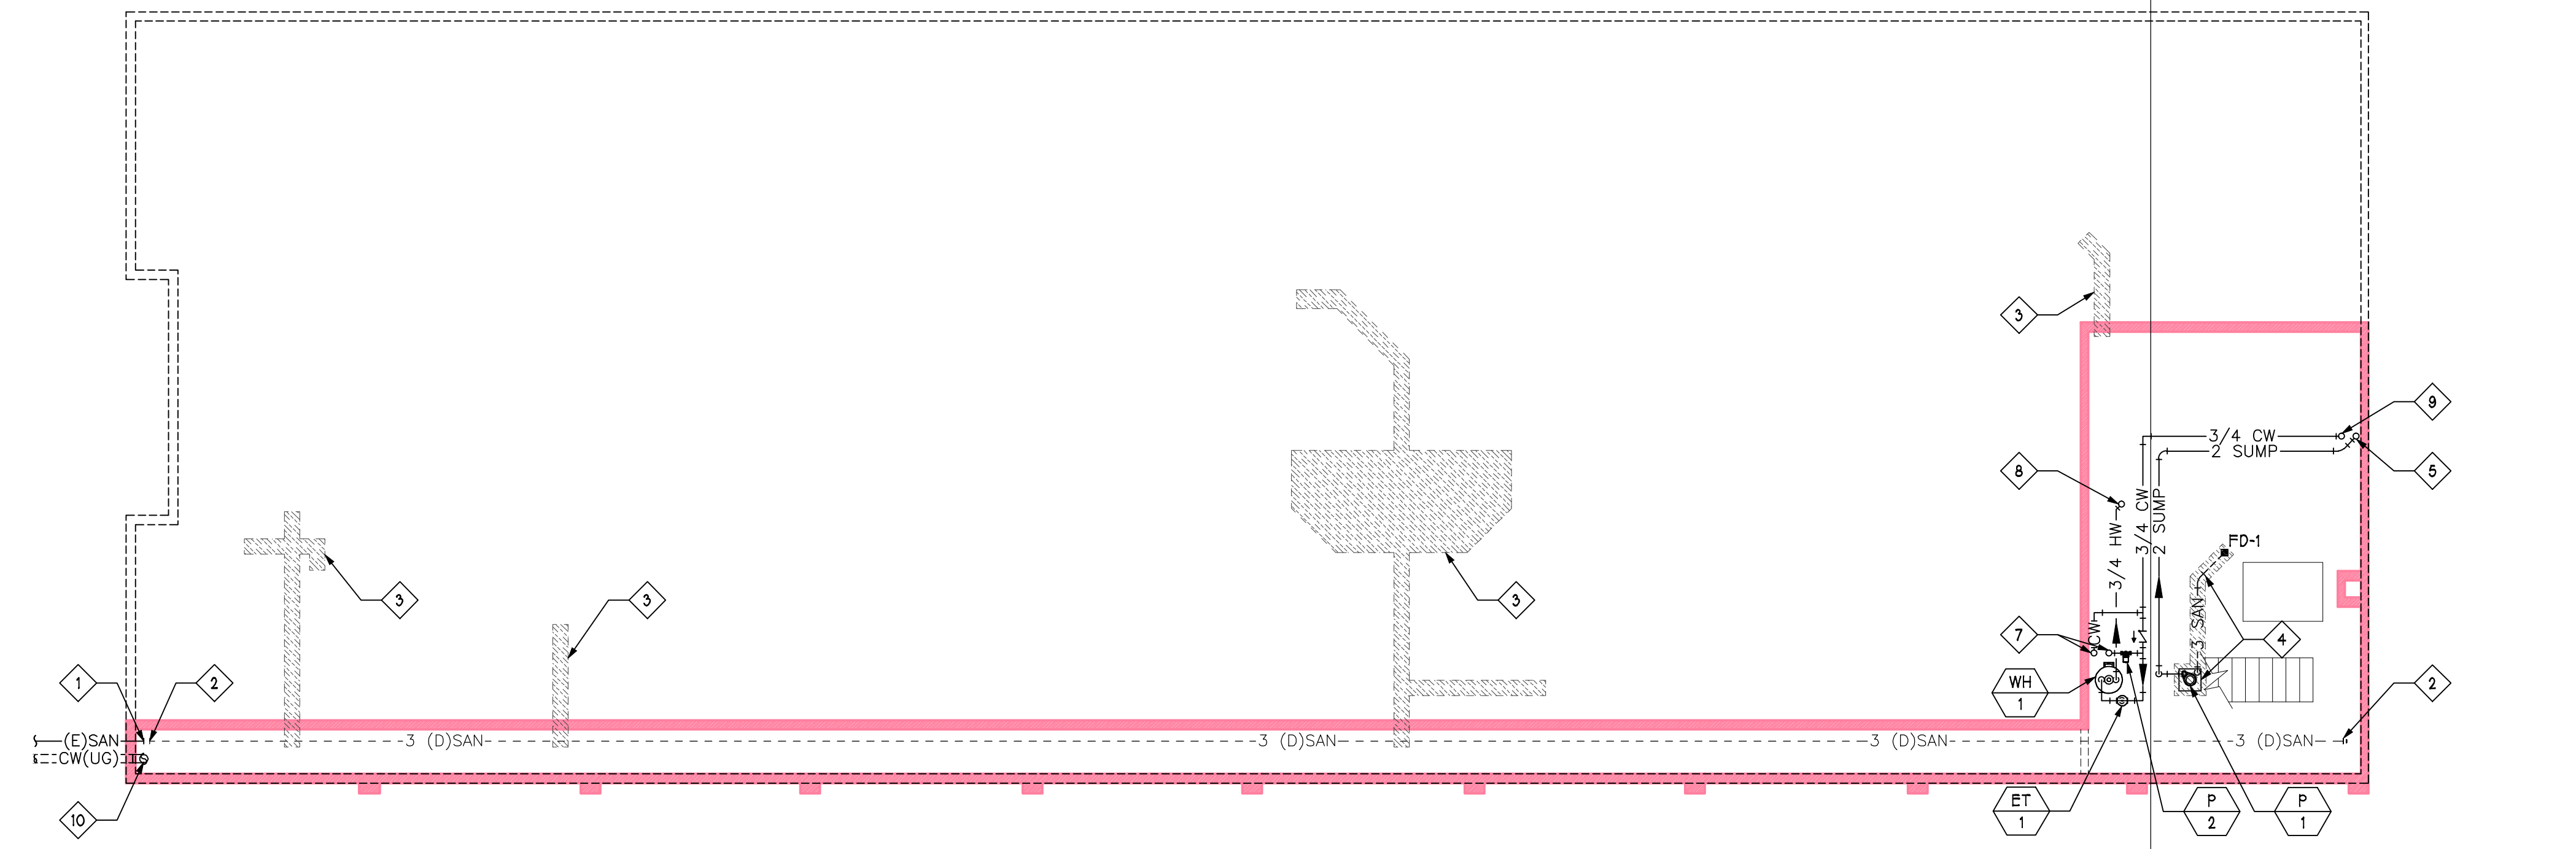 3
9
3/4 CW
2 SUMP
8
5
3/4 HW
3/4 CW
2 SUMP
FD-1
3
3
3
3 SAN
7
CW
4
1
2
WH
1
2
(E)SAN
3 (D)SAN
3 (D)SAN
3 (D)SAN
3 (D)SAN
CW(UG)
10
ET
1
P
2
P
1